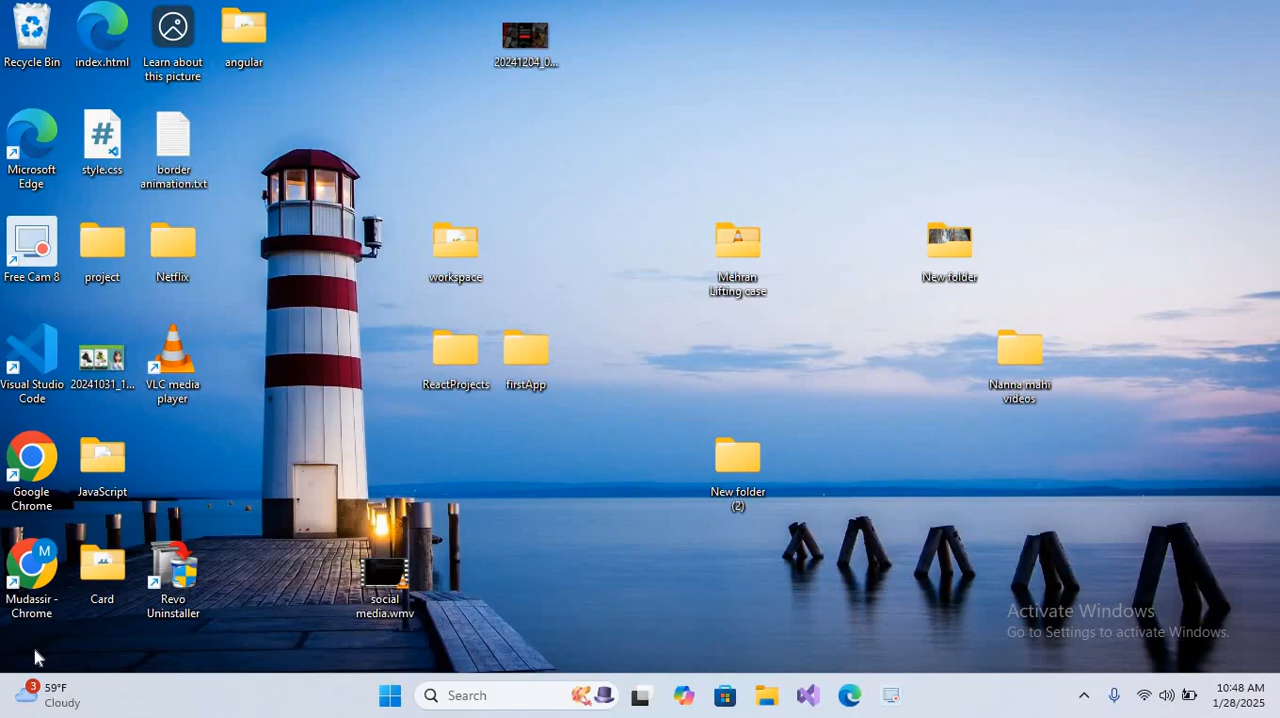 Recycle Bin
index.html
Learn about
this picture
angular
20241204_0...
Microsoft
Edge
style.css
border
animation.txt
Free Cam 8
project
Netflix
workspace
Mehran
Lifting case
New folder
Visual Studio
Code
20241031_1...
VLC media
player
ReactProjects
firstApp
Nanna mahi
videos
Google
Chrome
JavaScript
New folder
(2)
M
Mudassir -
Chrome
Card
Revo
Uninstaller
social
media.wmv
Activate Windows
Go to Settings to activate Windows.
3
59°F
Cloudy
Search
10:48 AM
1/28/2025